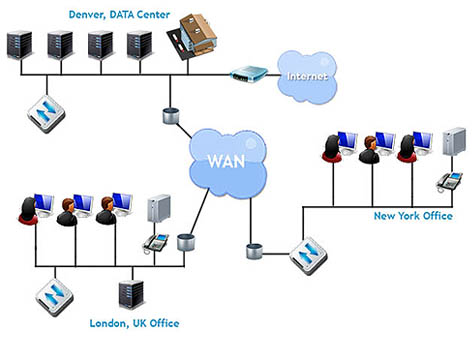 Denver, DATA Center
Internet
WAN
New York Office
London, UK Office